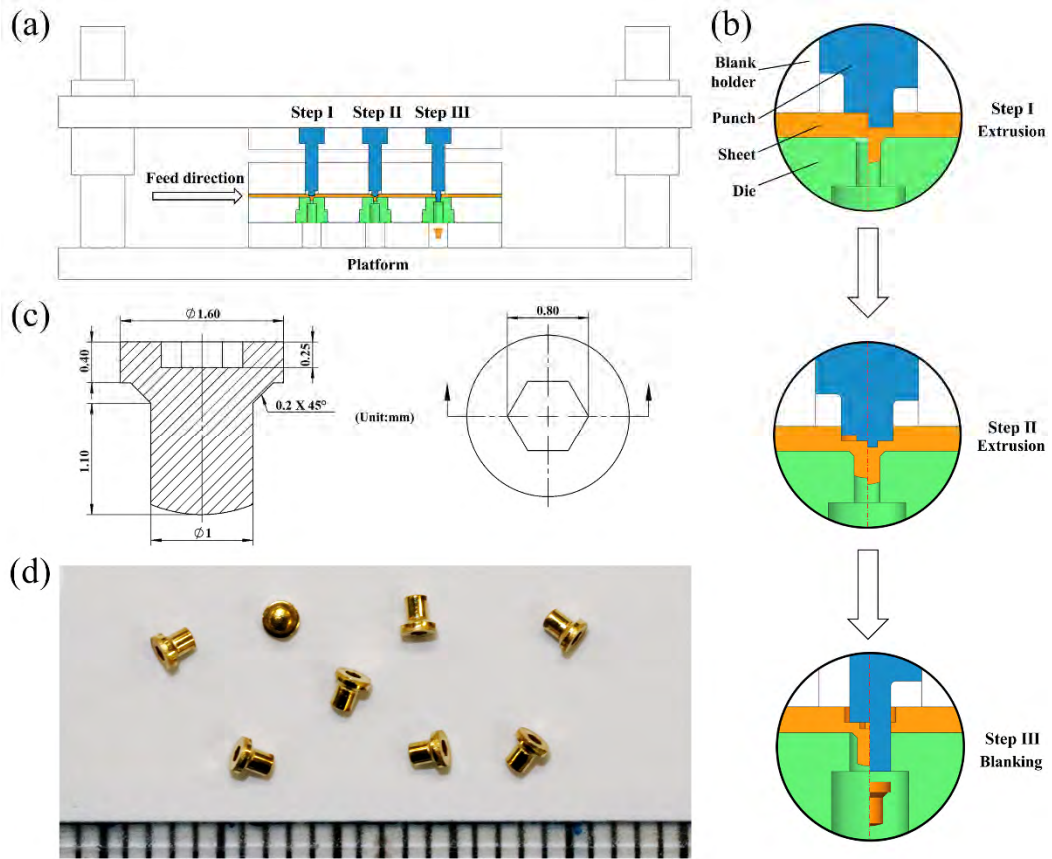 (a)
Step I Step II Step III
Feed direction
Platform
(b)
Blank
holder
Punch
Sheet
Die
Step I
Extrusion
Step II
Extrusion
Step III
Blanking
(c)
∅1.60
0.40
0.25
0.2 X 45°
1.10
∅1
(Unit:mm)
0.80
(d)